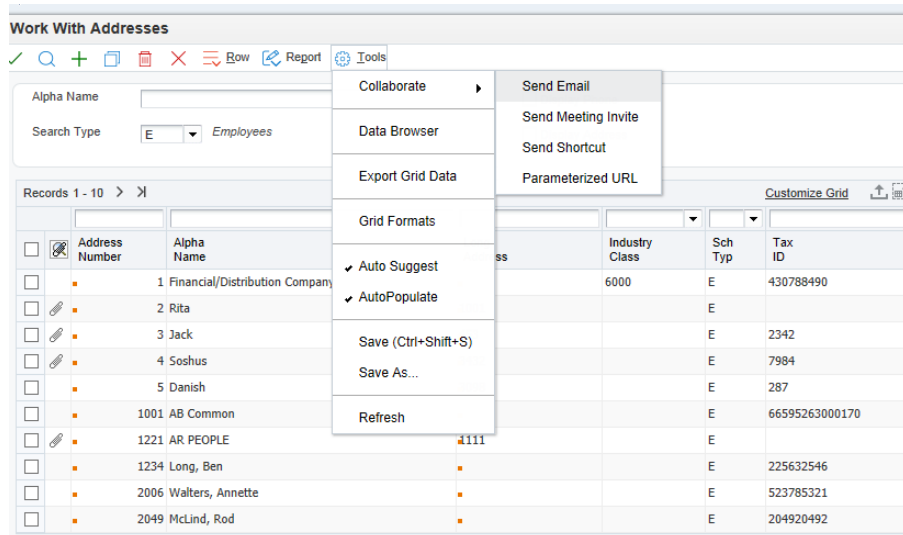 Work With Addresses
Row Report Tools
Collaborate
Data Browser
Export Grid Data
Grid Formats
Auto Suggest
AutoPopulate
Save (Ctrl+Shift+S)
Save As...
Refresh
Send Email
Send Meeting Invite
Send Shortcut
Parameterized URL
Alpha Name
Search Type E Employees
Records 1 - 10 Customize Grid
Address Number Alpha Name ss Industry Class Sch Typ Tax ID
1 Financial/Distribution Company 6000 E 430788490
2 Rita E
3 Jack E 2342
4 Soshus E 7984
5 Danish E 287
1001 AB Common E 66595263000170
1221 AR PEOPLE 1111 E
1234 Long, Ben E 225632546
2006 Walters, Annette E 523785321
2049 McLind, Rod E 204920492